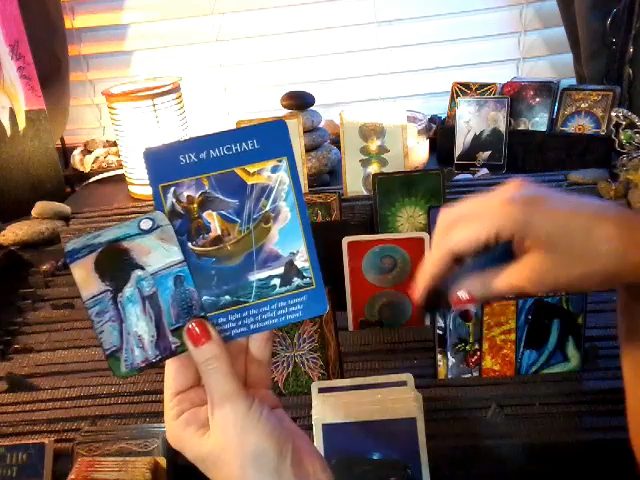 SIX of MICHAEL
the light at the end of the tunnel!
Breathe a sigh of relief and make
plans. Relocation or travel.